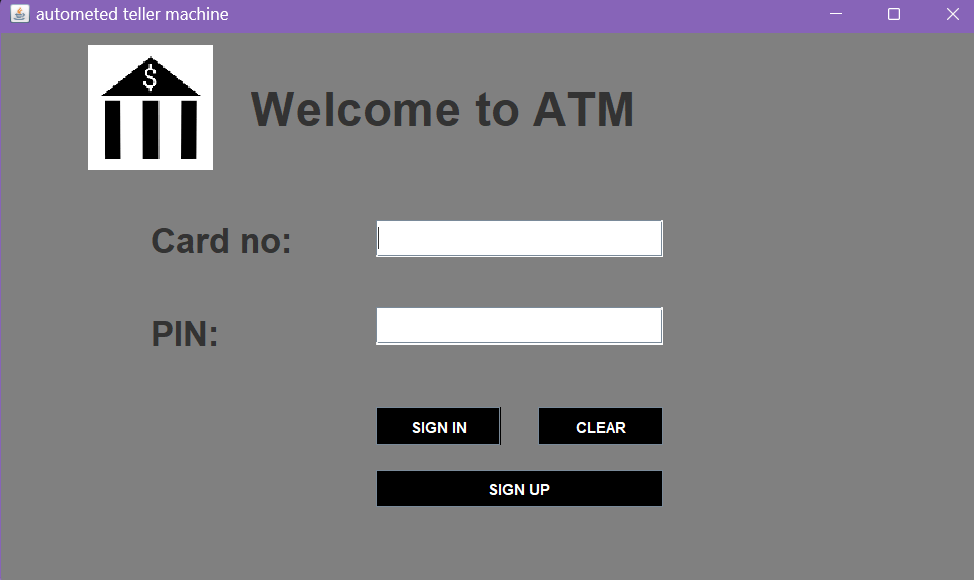 autometed teller machine
$
Welcome to ATM
Card no:
PIN:
SIGN IN
CLEAR
SIGN UP